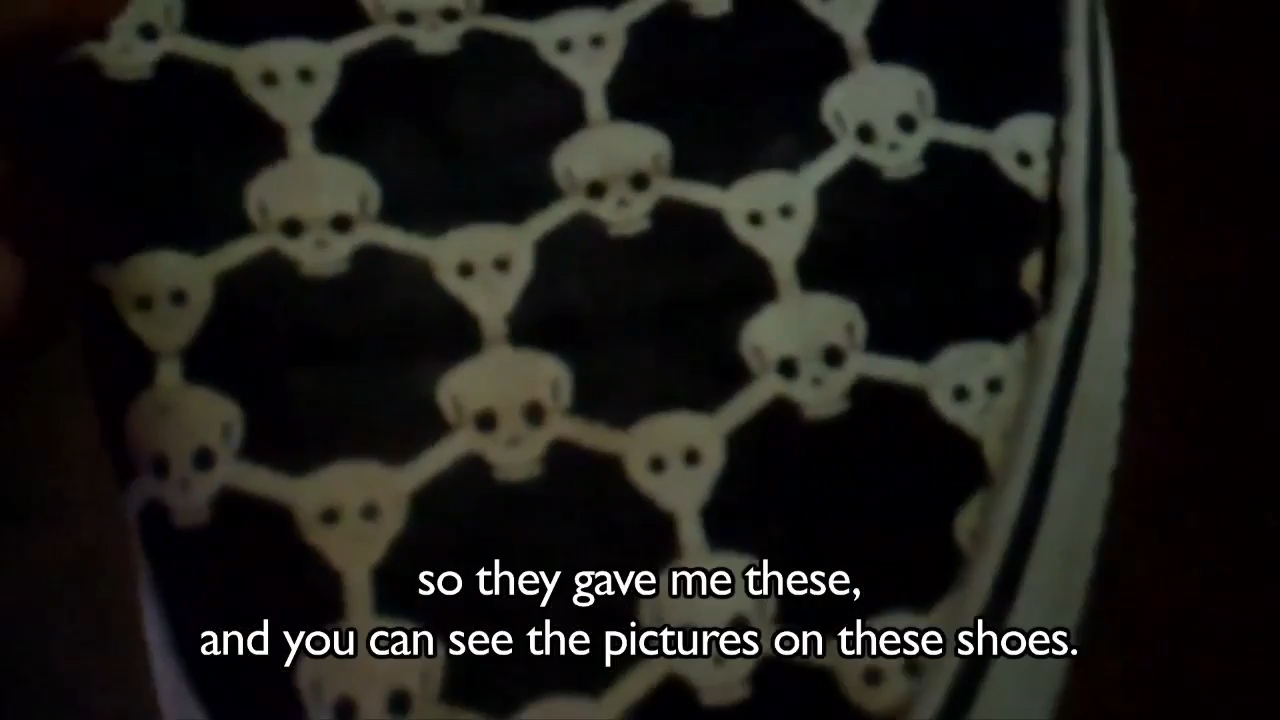 so they gave me these,
and you can see the pictures on these shoes.